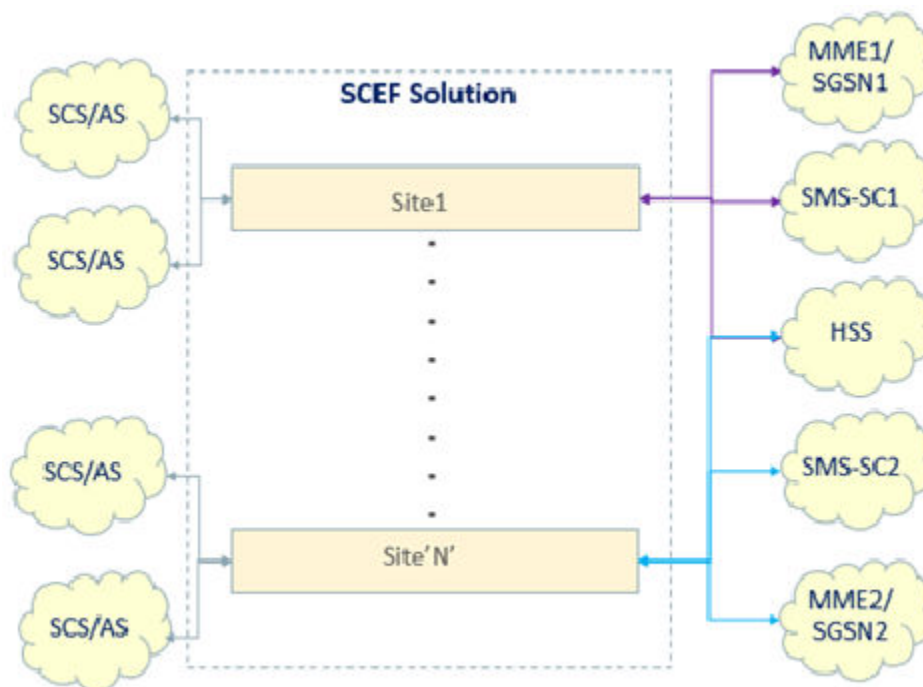 SCEF Solution
SCS/AS
SCS/AS
SCS/AS
SCS/AS
Site1
Site'N'
MME1/
SGSN1
SMS-SC1
HSS
SMS-SC2
MME2/
SGSN2